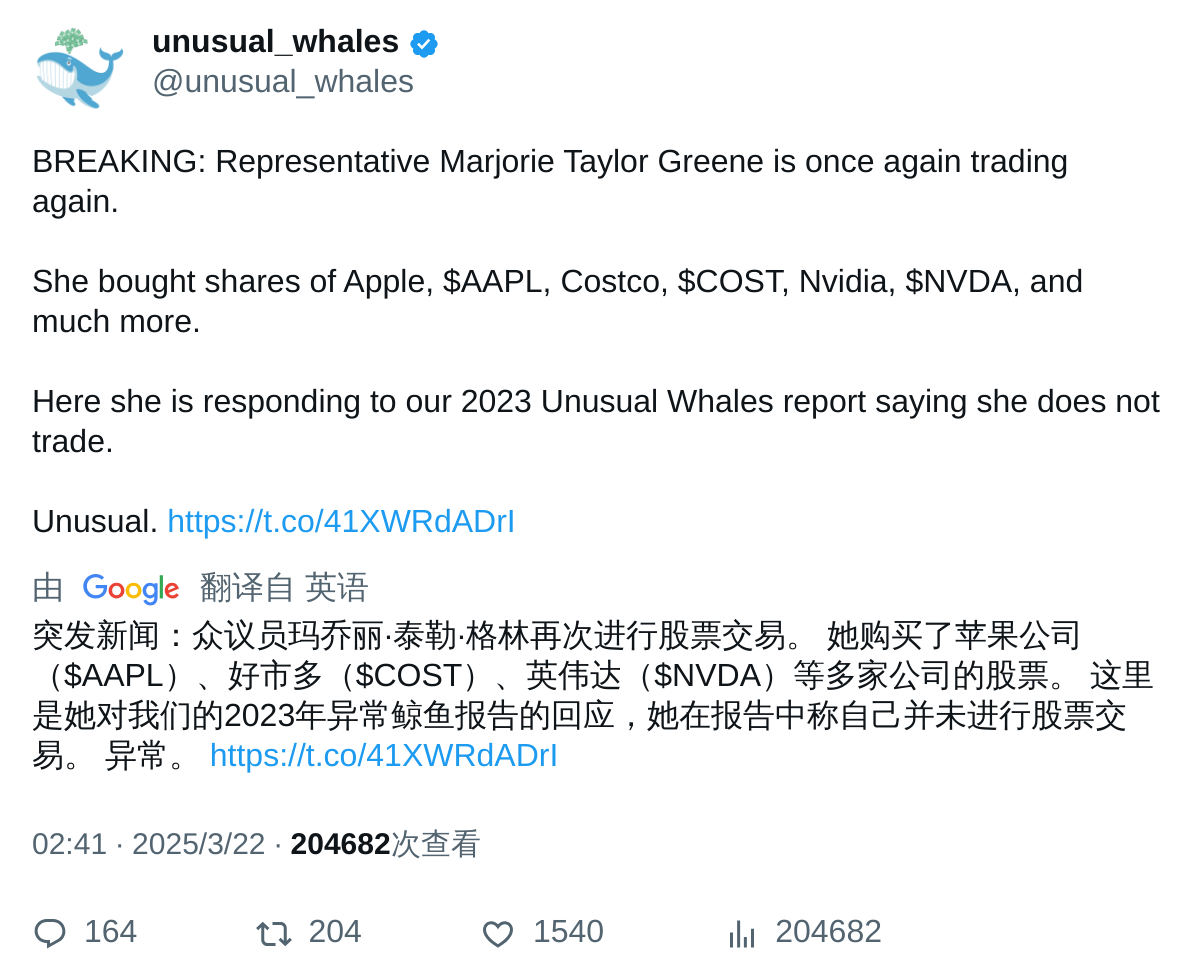 unusual_whales
@unusual_whales
BREAKING: Representative Marjorie Taylor Greene is once again trading
again.
She bought shares of Apple, $AAPL, Costco, $COST, Nvidia, $NVDA, and
much more.
Here she is responding to our 2023 Unusual Whales report saying she does not
trade.
Unusual. https://t.co/41XWRdADrI
由 Google 翻译自 英语
突发新闻：众议员玛乔丽·泰勒·格林再次进行股票交易。 她购买了苹果公司
（$AAPL）、好市多（$COST）、英伟达（$NVDA）等多家公司的股票。 这里
是她对我们的2023年异常鲸鱼报告的回应，她在报告中称自己并未进行股票交
易。 异常。 https://t.co/41XWRdADrI
02:41 · 2025/3/22 · 204682次查看
164 204 1540 204682